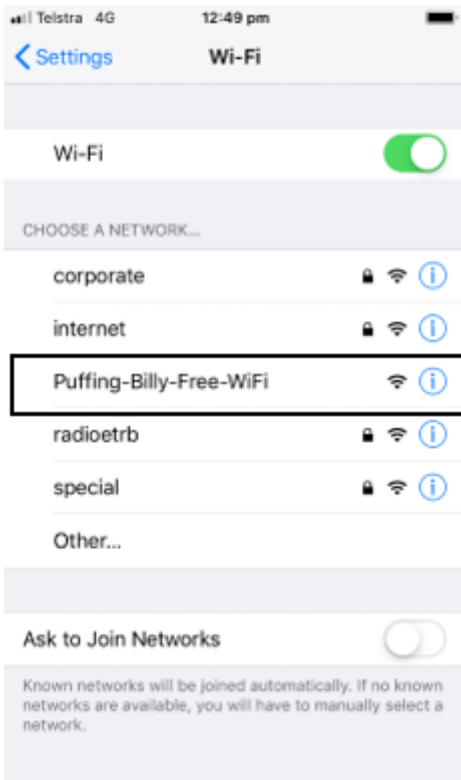 Telstra 4G 12:49 pm
Settings Wi-Fi
Wi-Fi
CHOOSE A NETWORK...
corporate
internet
Puffing-Billy-Free-WiFi
radioetrb
special
Other...
Ask to Join Networks
Known networks will be joined automatically. If no known
networks are available, you will have to manually select a
network.